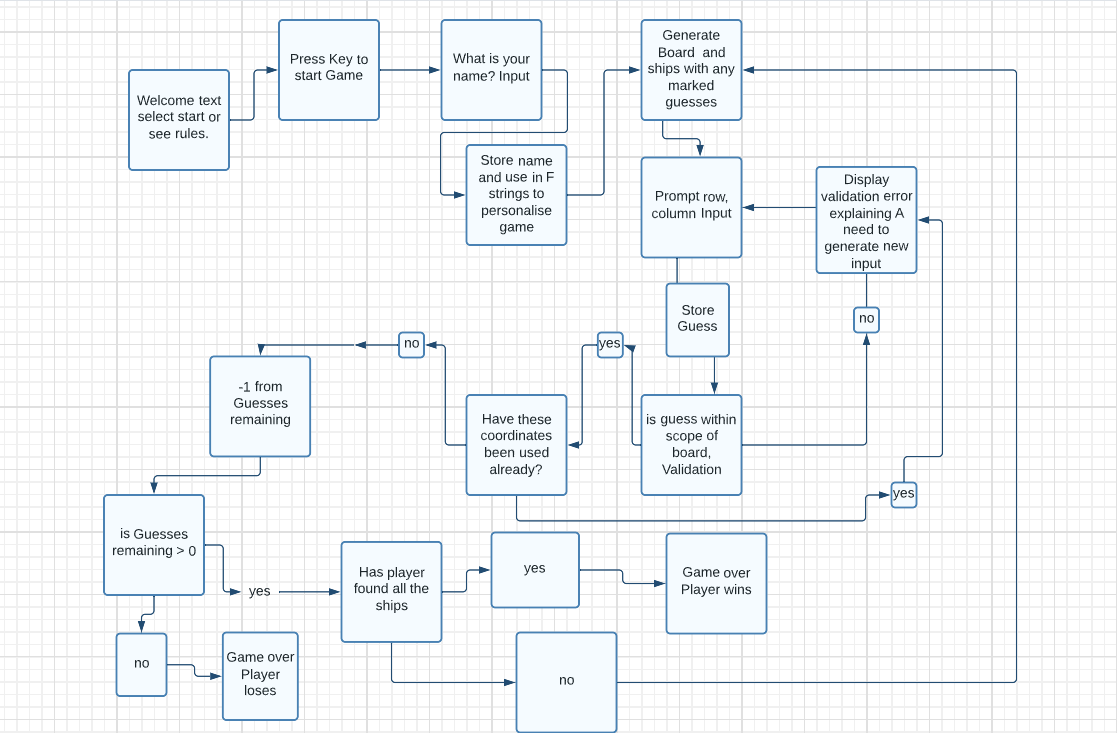 Welcome text
select start or
see rules.
Press Key to
start Game
What is your
name? Input
Store name
and use in F
strings to
personalise
game
Generate
Board and
ships with any
marked
guesses
Prompt row,
column Input
Display
validation error
explaining A
need to
generate new
input
Store
Guess
no
is guess within
scope of
board,
Validation
yes
Have these
coordinates
been used
already?
no
yes
-1 from
Guesses
remaining
is Guesses
remaining > 0
yes
no
Game over
Player
loses
Has player
found all the
ships
yes
Game over
Player wins
no